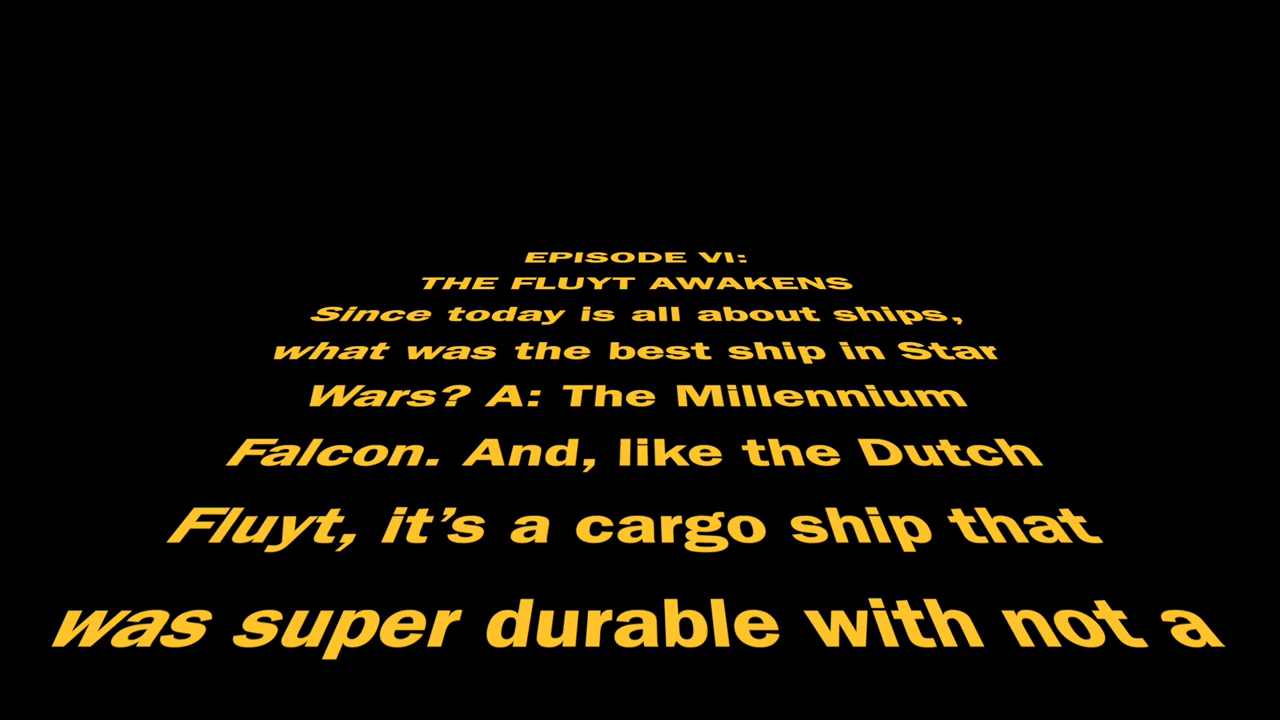 EPISODE VI:
THE FLUYT AWAKENS
Since today is all about ships,
what was the best ship in Star
Wars? A: The Millennium
Falcon. And, like the Dutch
Fluyt, it’s a cargo ship that
was super durable with not a